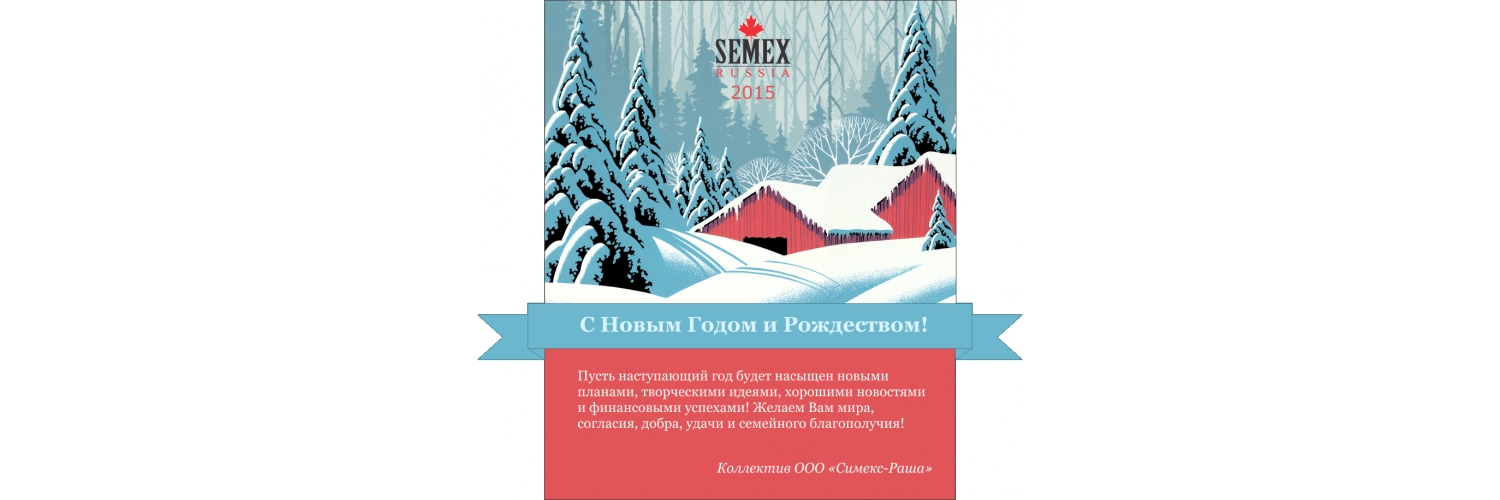 SEMEX
RUSSIA
2015
С Новым Годом и Рождеством!
Пусть наступающий год будет насыщен новыми
планами, творческими идеями, хорошими новостями
и финансовыми успехами! Желаем Вам мира,
согласия, добра, удачи и семейного благополучия!
Коллектив ООО «Симекс-Раша»